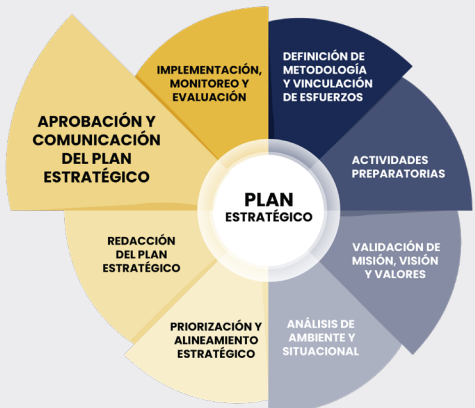 PLAN
ESTRATÉGICO
DEFINICIÓN DE
METODOLOGÍA
Y VINCULACIÓN
DE ESFUERZOS
ACTIVIDADES
PREPARATORIAS
VALIDACIÓN DE
MISIÓN, VISIÓN
Y VALORES
ANÁLISIS DE
AMBIENTE Y
SITUACIONAL
PRIORIZACIÓN Y
ALINEAMIENTO
ESTRATÉGICO
REDACCIÓN
DEL PLAN
ESTRATÉGICO
APROBACIÓN Y
COMUNICACIÓN
DEL PLAN
ESTRATÉGICO
IMPLEMENTACIÓN,
MONITOREO Y
EVALUACIÓN